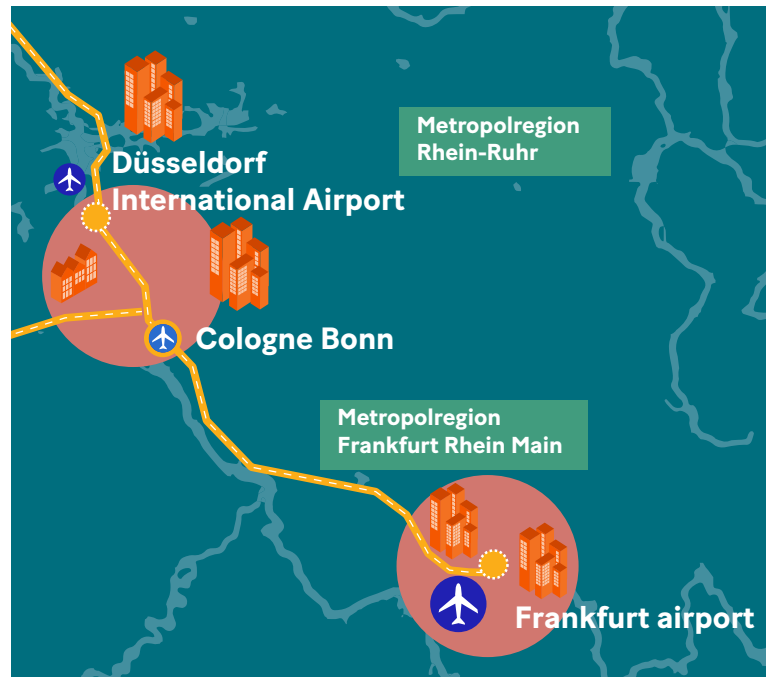 Metropolregion
Rhein-Ruhr
Düsseldorf
International Airport
Cologne Bonn
Metropolregion
Frankfurt Rhein Main
Frankfurt airport